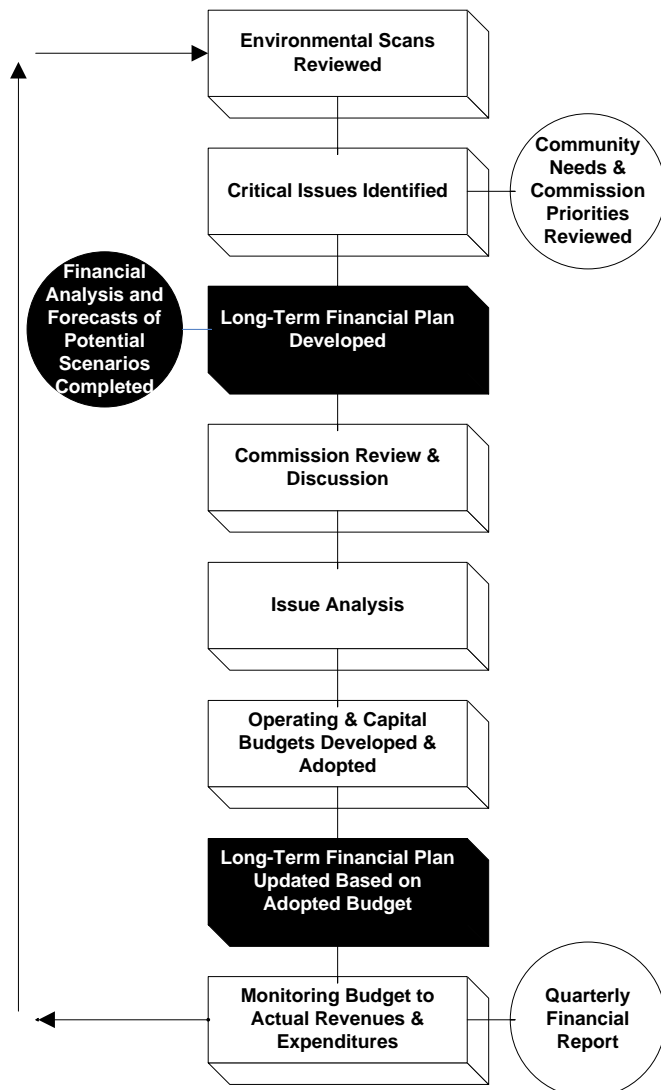 Environmental Scans
Reviewed
Critical Issues Identified
Community
Needs &
Commission
Priorities
Reviewed
Financial
Analysis and
Forecasts of
Potential
Scenarios
Completed
Long-Term Financial Plan
Developed
Commission Review &
Discussion
Issue Analysis
Operating & Capital
Budgets Developed &
Adopted
Long-Term Financial Plan
Updated Based on
Adopted Budget
Monitoring Budget to
Actual Revenues &
Expenditures
Quarterly
Financial
Report